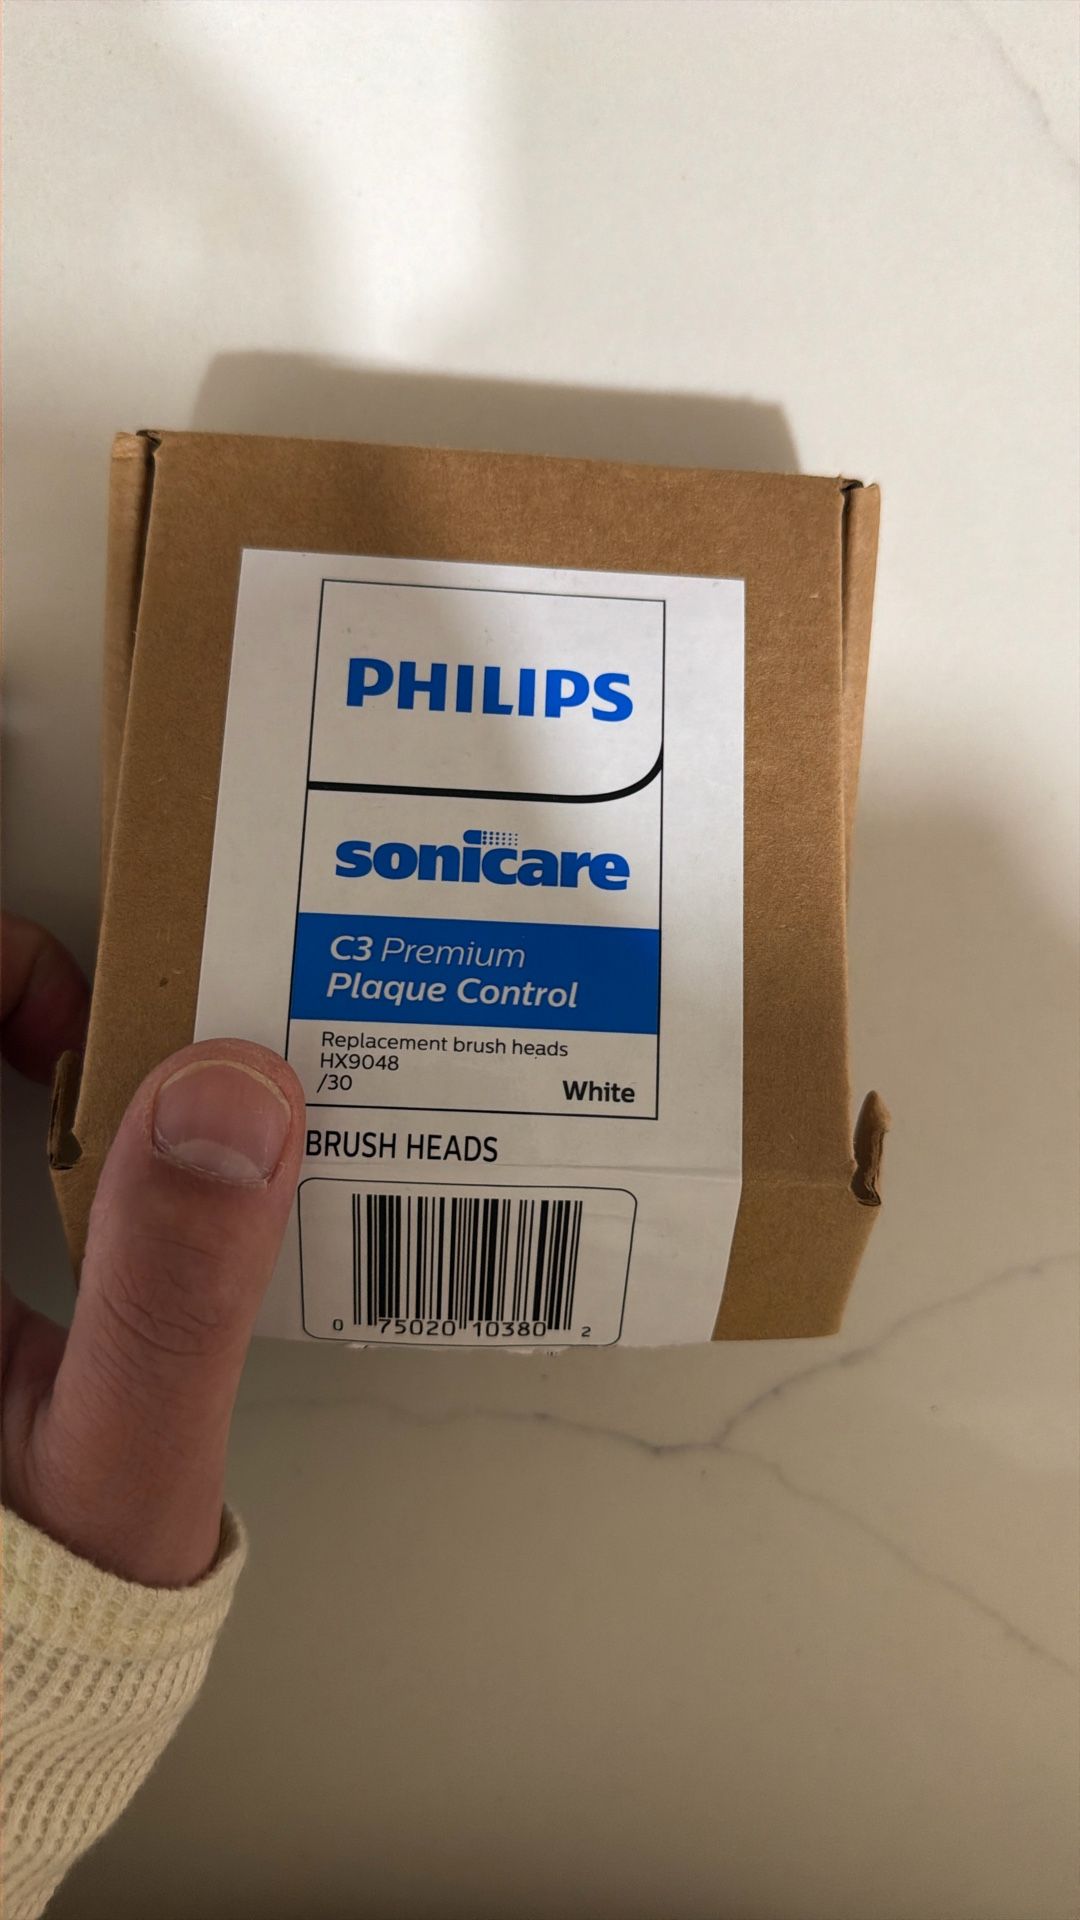 PHILIPS
sonicare
C3 Premium
Plaque Control
Replacement brush heads
HX9048
/30
White
BRUSH HEADS
0 75020 10380 2